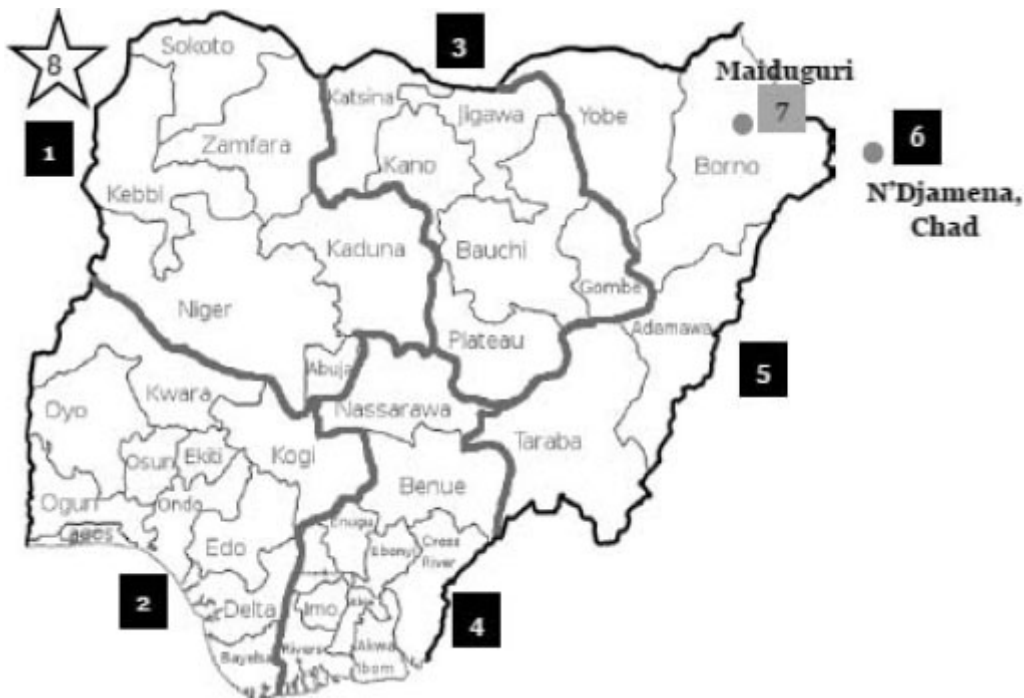 8
Sokoto
3
Katsina
Maiduguri
7
Jigawa
Yobe
1
Zamfara
6
Kano
Borno
Kebbi
N'Djamena,
Chad
Kaduna
Bauchi
Gombe
Niger
Adamawa
Plateau
Abuja
5
Kwara
Oyo
Nassarawa
Taraba
Osun
Ekiti
Kogi
Benue
Ogun
Ondo
Enugu
Lagos
Edo
Ebonyi
Cross
River
2
Delta
Imo
4
Rivers
Akwa
Ibom
Bayelsa